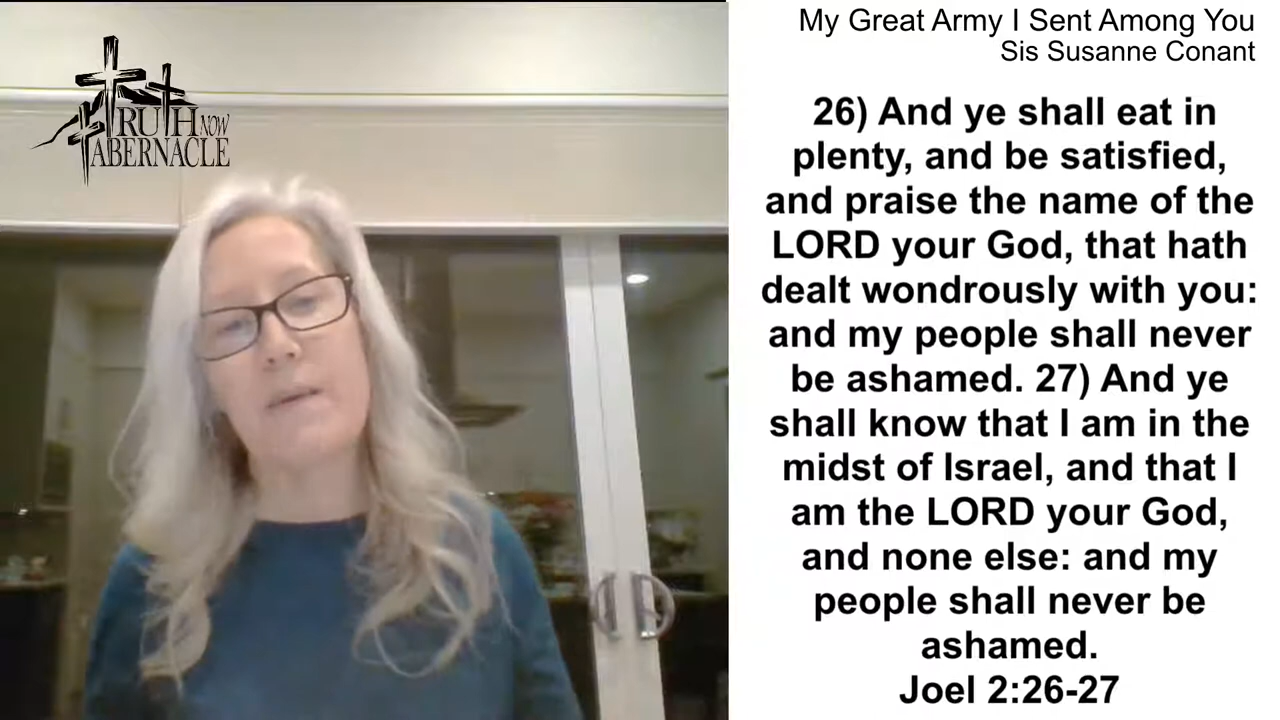 TRUTH NOW
TABERNACLE
My Great Army I Sent Among You
Sis Susanne Conant
26) And ye shall eat in
plenty, and be satisfied,
and praise the name of the
LORD your God, that hath
dealt wondrously with you:
and my people shall never
be ashamed. 27) And ye
shall know that I am in the
midst of Israel, and that I
am the LORD your God,
and none else: and my
people shall never be
ashamed.
Joel 2:26-27